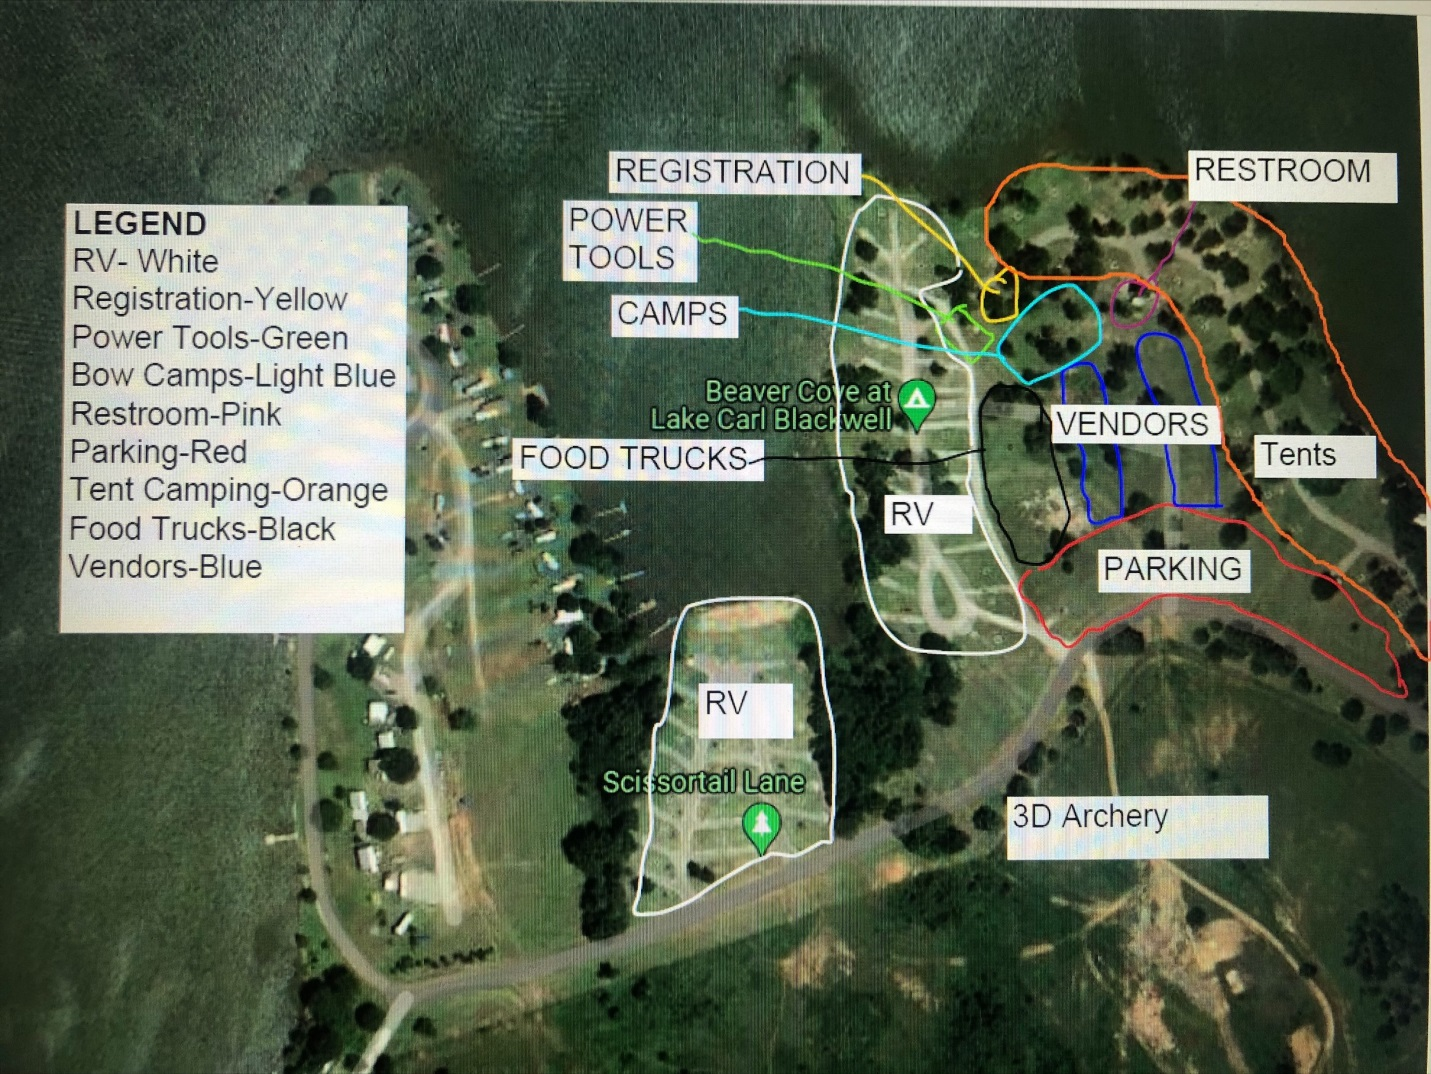 LEGEND
RV- White
Registration-Yellow
Power Tools-Green
Bow Camps-Light Blue
Restroom-Pink
Parking-Red
Tent Camping-Orange
Food Trucks-Black
Vendors-Blue
REGISTRATION
RESTROOM
POWER
TOOLS
CAMPS
Beaver Cove at
Lake Carl Blackwell
VENDORS
FOOD TRUCKS
Tents
RV
PARKING
RV
Scissortail Lane
3D Archery